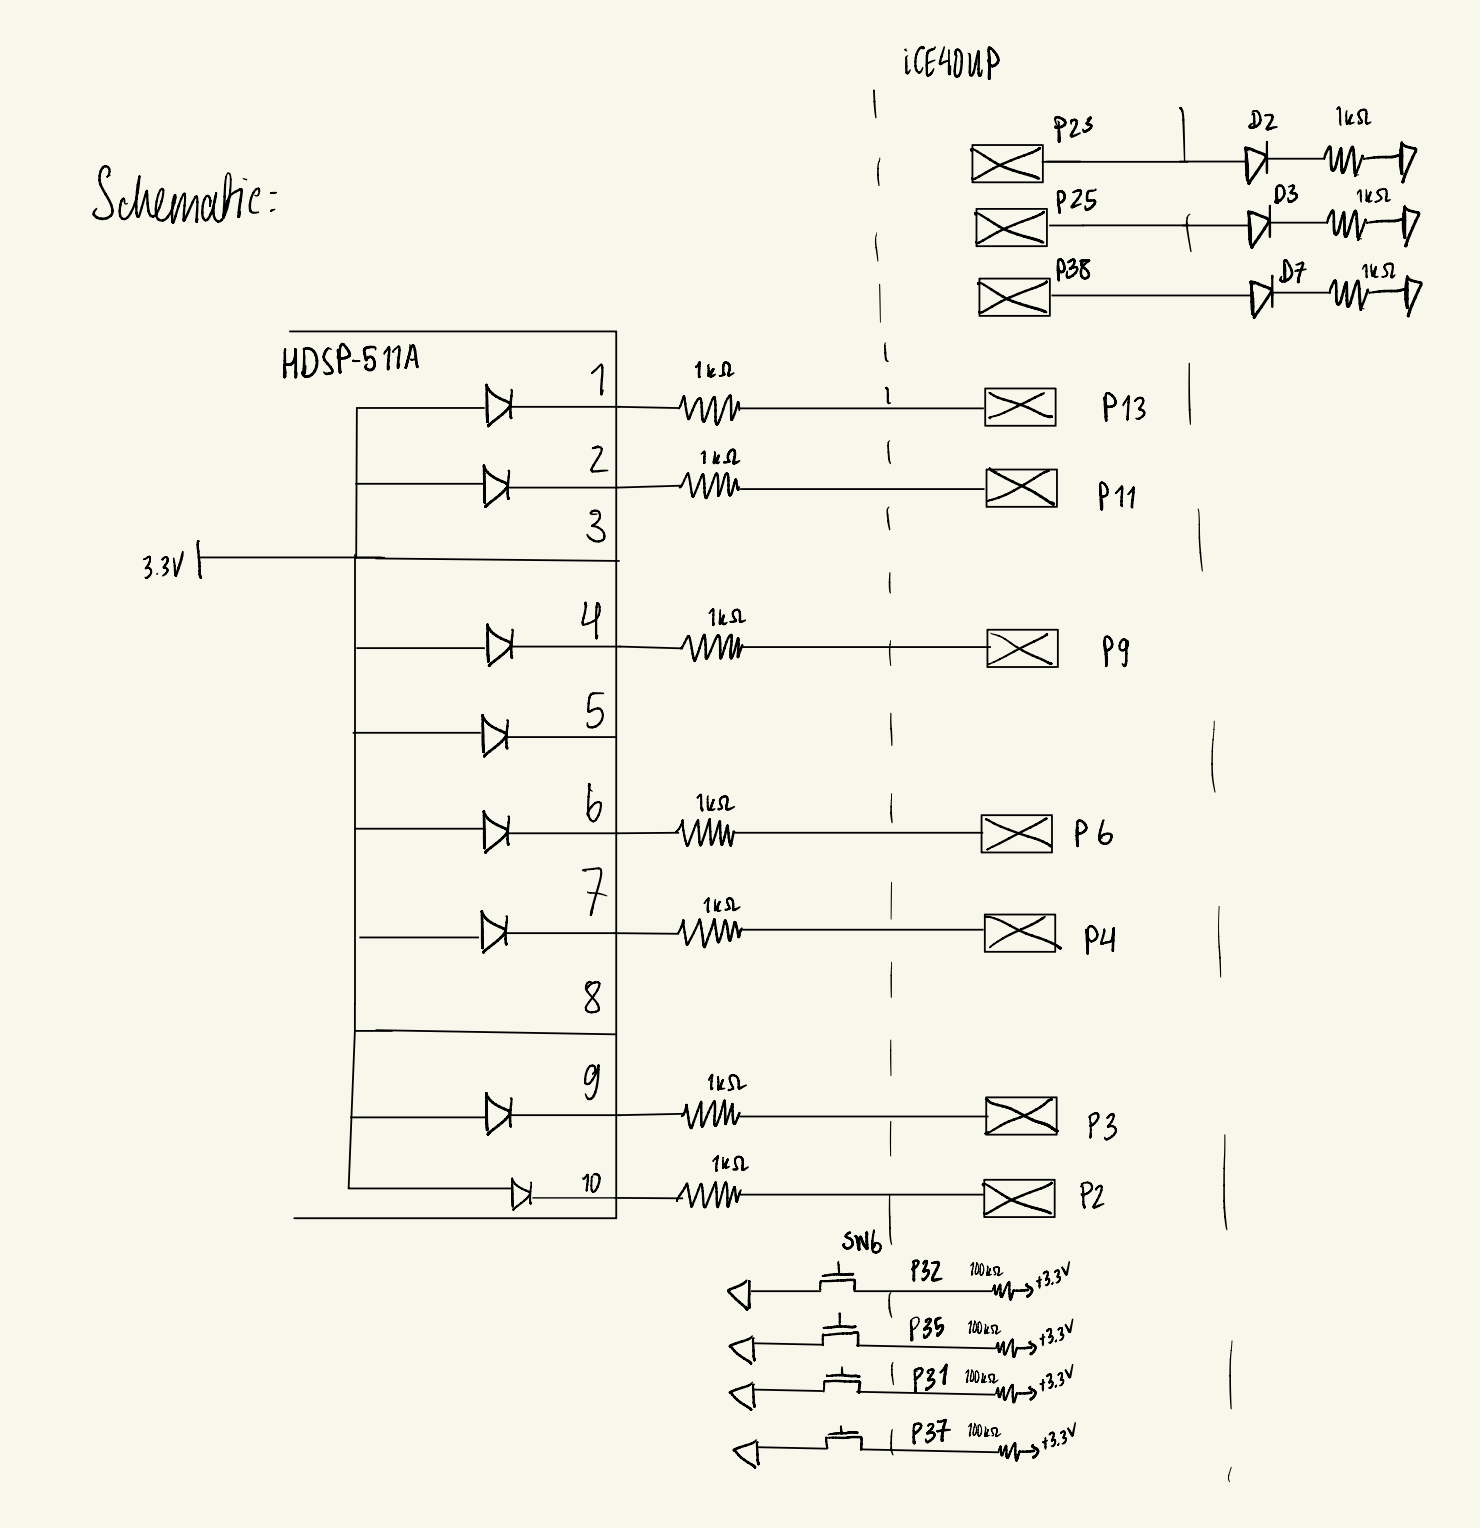 iCE40UP
P23 D2 1kΩ
P25 D3 1kΩ
P38 D7 1kΩ
Schematic:
HDSP-511A
1 1kΩ P13
2 1kΩ P11
3
3.3V
4 1kΩ P9
5
6 1kΩ P6
7 1kΩ P4
8
9 1kΩ P3
10 1kΩ P2
SW6
P32 100kΩ +3.3V
P35 100kΩ +3.3V
P31 100kΩ +3.3V
P37 100kΩ +3.3V